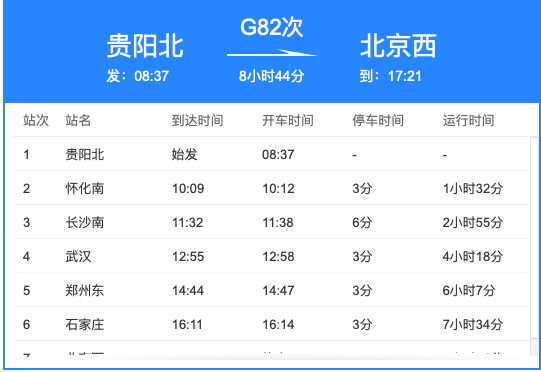 G82次
贵阳北 北京西
发：08:37 8小时44分 到：17:21
站次 站名 到达时间 开车时间 停车时间 运行时间
1 贵阳北 始发 08:37 - -
2 怀化南 10:09 10:12 3分 1小时32分
3 长沙南 11:32 11:38 6分 2小时55分
4 武汉 12:55 12:58 3分 4小时18分
5 郑州东 14:44 14:47 3分 6小时7分
6 石家庄 16:11 16:14 3分 7小时34分